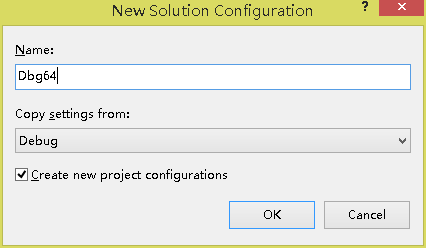 New Solution Configuration
Name:
Dbg64
Copy settings from:
Debug
Create new project configurations
OK Cancel